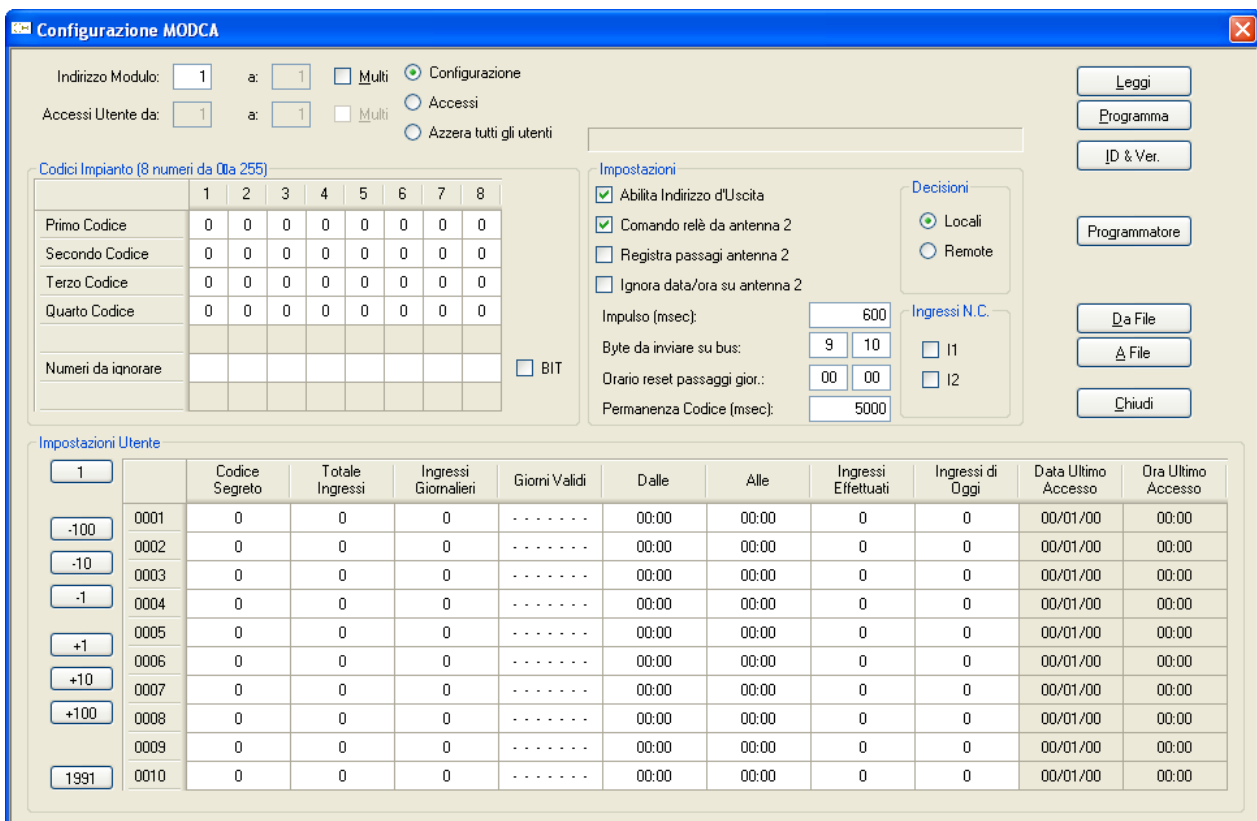 Configurazione MODCA
Indirizzo Modulo: 1 a: 1 Multi Configurazione
Accessi Utente da: 1 a: 1 Multi Accessi
Azzera tutti gli utenti
Leggi
Programma
ID & Ver.
Programmatore
Da File
A File
Chiudi
Codici Impianto (8 numeri da 0 a 255)
1 2 3 4 5 6 7 8
Primo Codice 0 0 0 0 0 0 0 0
Secondo Codice 0 0 0 0 0 0 0 0
Terzo Codice 0 0 0 0 0 0 0 0
Quarto Codice 0 0 0 0 0 0 0 0
Numeri da ignorare
BIT
Impostazioni
Abilita Indirizzo d'Uscita
Comando relè da antenna 2
Registra passagi antenna 2
Ignora data/ora su antenna 2
Impulso (msec): 600
Byte da inviare su bus: 9 10
Orario reset passaggi gior.: 00 00
Permanenza Codice (msec): 5000
Decisioni
Locali
Remote
Ingressi N.C.
I1
I2
Impostazioni Utente
1
-100
-10
-1
+1
+10
+100
1991
Codice Segreto Totale Ingressi Ingressi Giornalieri Giorni Validi Dalle Alle Ingressi Effettuati Ingressi di Oggi Data Ultimo Accesso Ora Ultimo Accesso
0001 0 0 0 - - - - - - - 00:00 00:00 0 0 00/01/00 00:00
0002 0 0 0 - - - - - - - 00:00 00:00 0 0 00/01/00 00:00
0003 0 0 0 - - - - - - - 00:00 00:00 0 0 00/01/00 00:00
0004 0 0 0 - - - - - - - 00:00 00:00 0 0 00/01/00 00:00
0005 0 0 0 - - - - - - - 00:00 00:00 0 0 00/01/00 00:00
0006 0 0 0 - - - - - - - 00:00 00:00 0 0 00/01/00 00:00
0007 0 0 0 - - - - - - - 00:00 00:00 0 0 00/01/00 00:00
0008 0 0 0 - - - - - - - 00:00 00:00 0 0 00/01/00 00:00
0009 0 0 0 - - - - - - - 00:00 00:00 0 0 00/01/00 00:00
0010 0 0 0 - - - - - - - 00:00 00:00 0 0 00/01/00 00:00